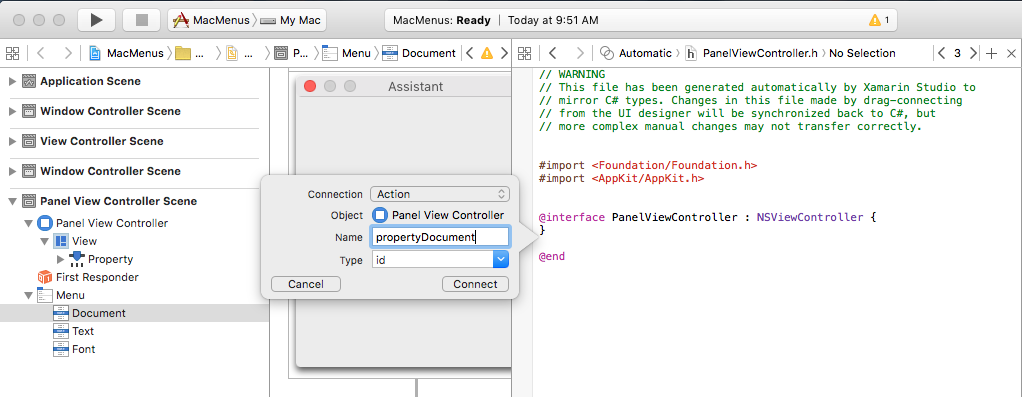 MacMenus
My Mac
MacMenus: Ready | Today at 9:51 AM
1
MacMenus
...
...
P...
Menu
Document
Automatic
PanelViewController.h
No Selection
3
Application Scene
Window Controller Scene
View Controller Scene
Window Controller Scene
Panel View Controller Scene
Panel View Controller
View
Property
First Responder
Menu
Document
Text
Font
Assistant
Connection
Action
Object
Panel View Controller
Name
propertyDocument
Type
id
Cancel
Connect
// WARNING
// This file has been generated automatically by Xamarin Studio to
// mirror C# types. Changes in this file made by drag-connecting
// from the UI designer will be synchronized back to C#, but
// more complex manual changes may not transfer correctly.
#import <Foundation/Foundation.h>
#import <AppKit/AppKit.h>
@interface PanelViewController : NSViewController {
}
@end